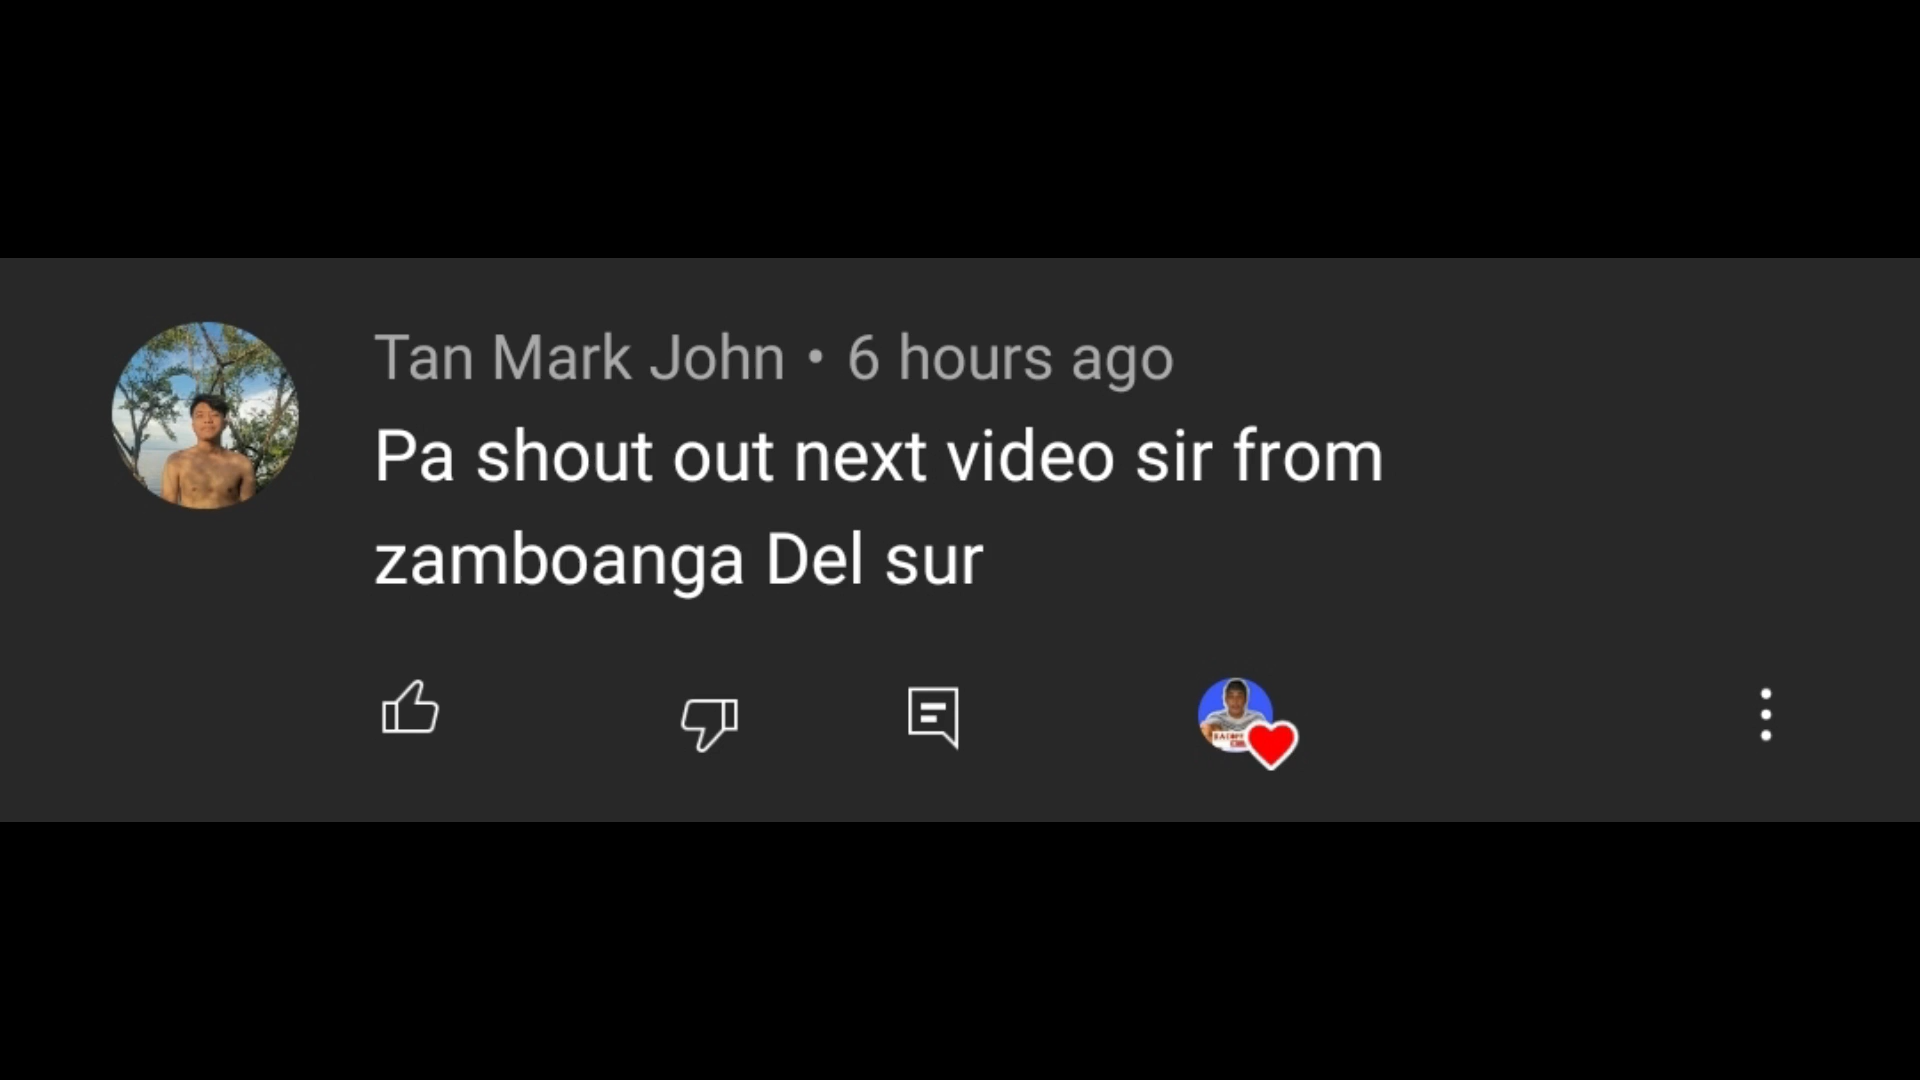 Tan Mark John • 6 hours ago
Pa shout out next video sir from
zamboanga Del sur